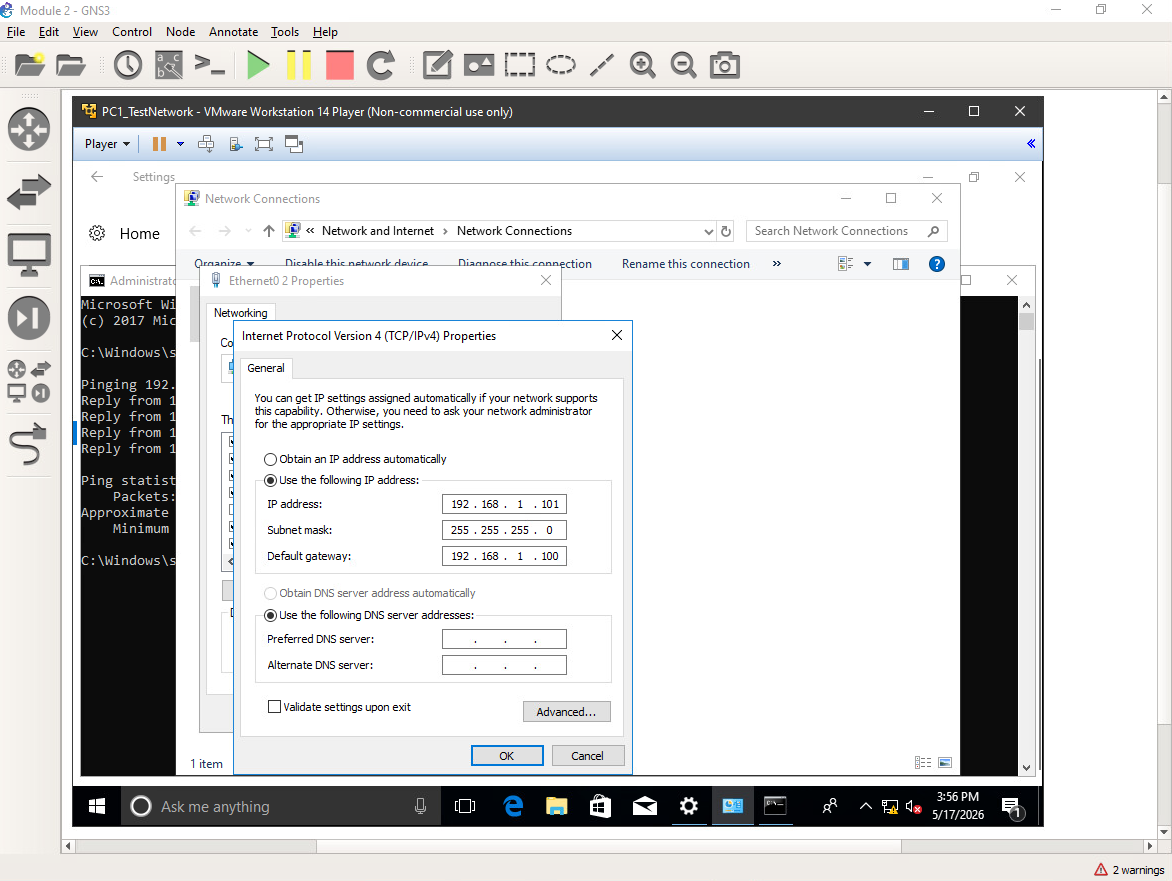 Module 2 - GNS3
File Edit View Control Node Annotate Tools Help
PC1_TestNetwork - VMware Workstation 14 Player (Non-commercial use only)
Player
Settings
Network Connections
Home
« Network and Internet › Network Connections
Search Network Connections
Organize Disable this network device Diagnose this connection Rename this connection »
Administrato
Ethernet0 2 Properties
Microsoft Wi
(c) 2017 Mic
Networking
Co
C:\Windows\s
Pinging 192.
Reply from 1
Reply from 1
Reply from 1
Reply from 1
Ping statist
Packets:
Approximate
Minimum
C:\Windows\s
Th
Internet Protocol Version 4 (TCP/IPv4) Properties
General
You can get IP settings assigned automatically if your network supports
this capability. Otherwise, you need to ask your network administrator
for the appropriate IP settings.
Obtain an IP address automatically
Use the following IP address:
IP address: 192 . 168 . 1 . 101
Subnet mask: 255 . 255 . 255 . 0
Default gateway: 192 . 168 . 1 . 100
Obtain DNS server address automatically
Use the following DNS server addresses:
Preferred DNS server: . . .
Alternate DNS server: . . .
Validate settings upon exit
Advanced...
OK Cancel
1 item
Ask me anything
3:56 PM
5/17/2026
1
2 warnings